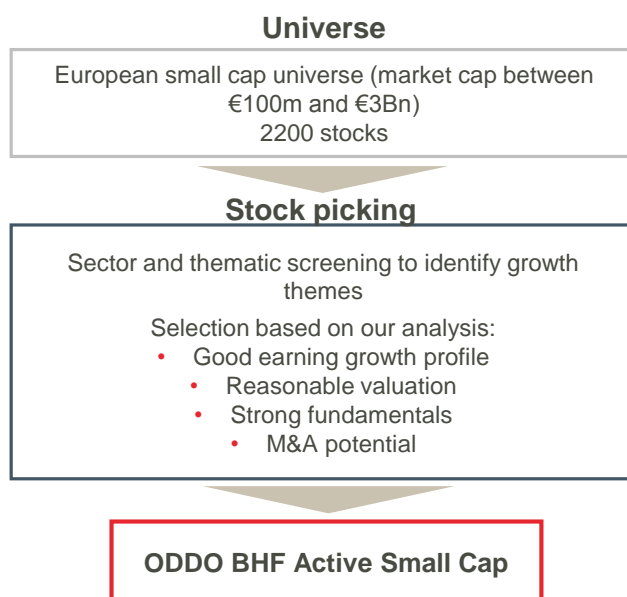 Universe
European small cap universe (market cap between
€100m and €3Bn)
2200 stocks
Stock picking
Sector and thematic screening to identify growth
themes
Selection based on our analysis:
• Good earning growth profile
• Reasonable valuation
• Strong fundamentals
• M&A potential
ODDO BHF Active Small Cap